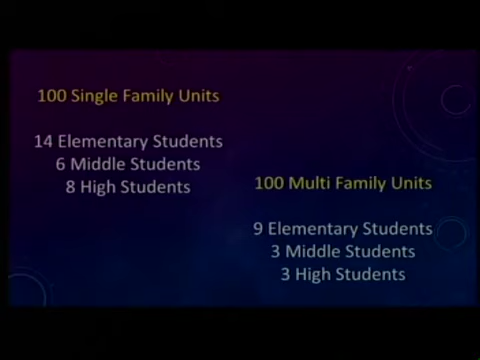 100 Single Family Units
14 Elementary Students
6 Middle Students
8 High Students
100 Multi Family Units
9 Elementary Students
3 Middle Students
3 High Students